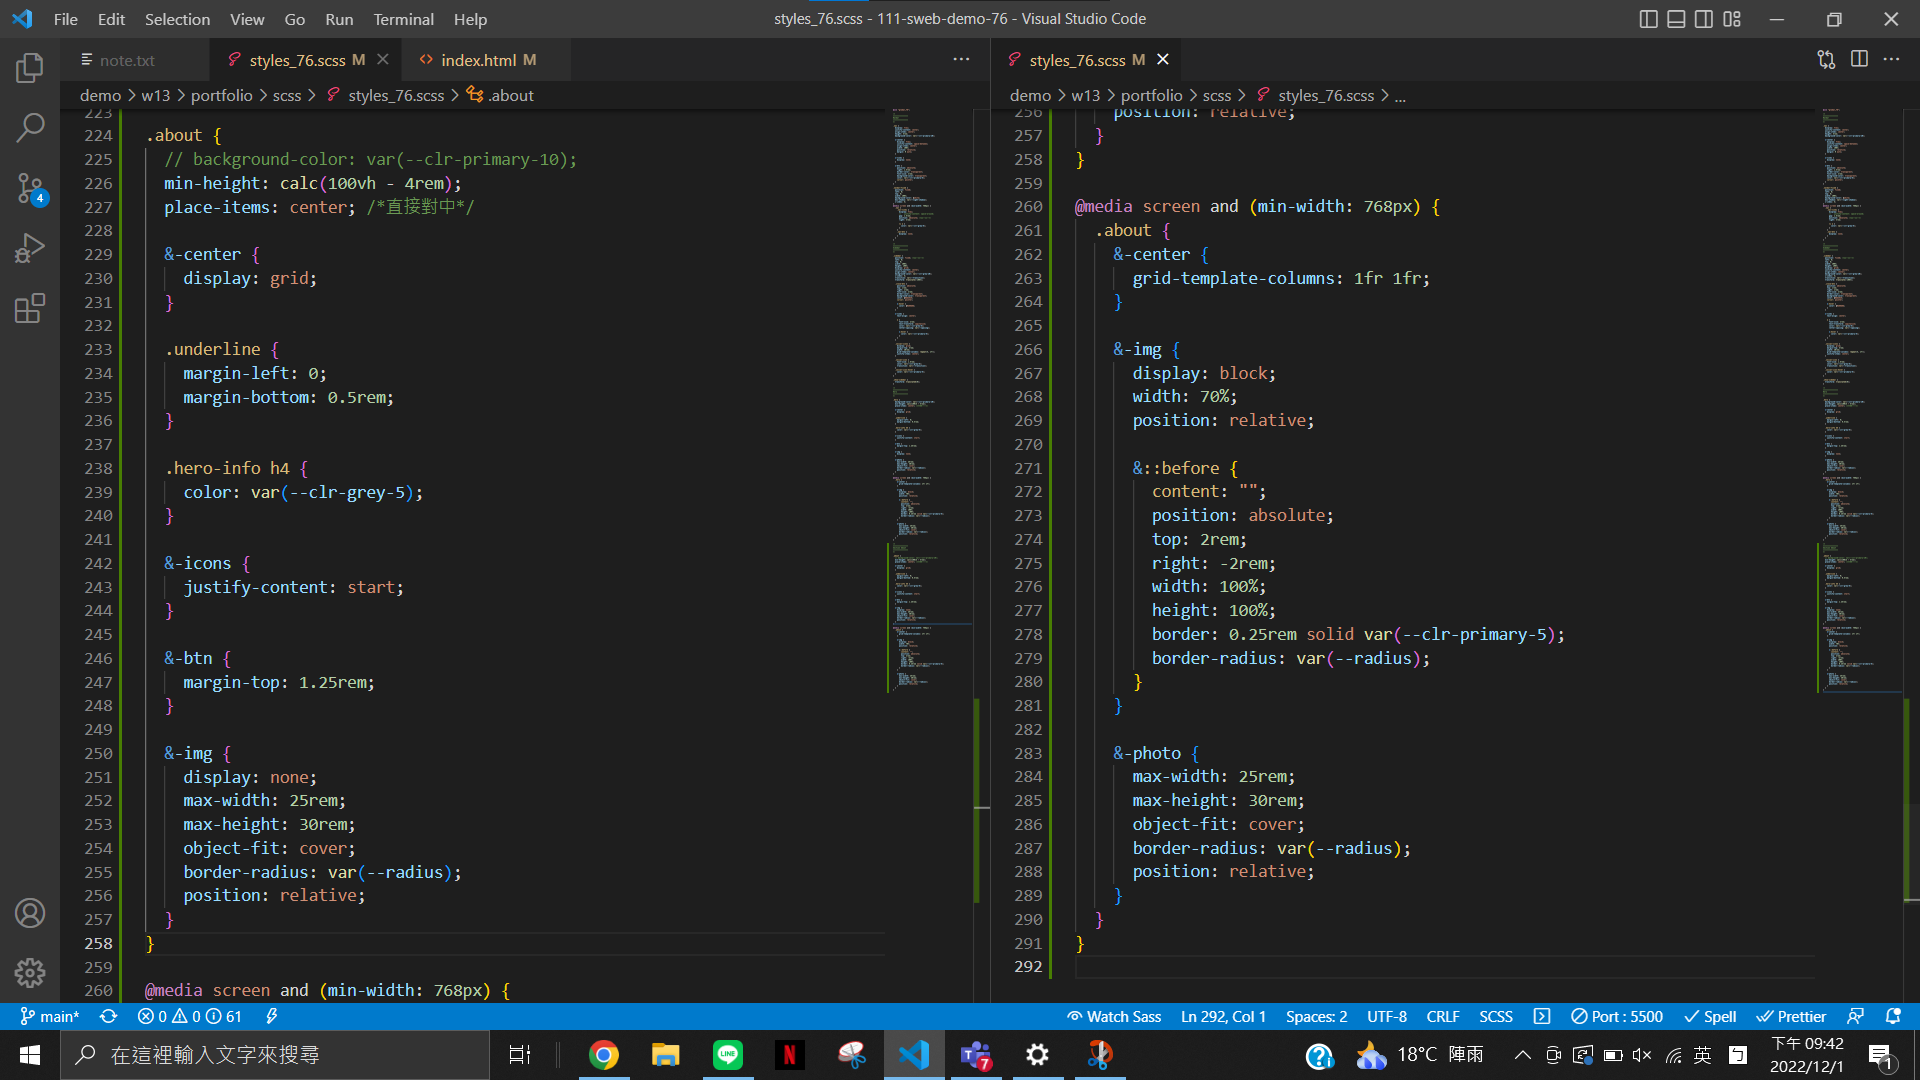 File Edit Selection View Go Run Terminal Help
styles_76.scss - 111-sweb-demo-76 - Visual Studio Code
note.txt
styles_76.scss M
index.html M
demo > w13 > portfolio > scss > styles_76.scss > .about
223
224 .about {
225 // background-color: var(--clr-primary-10);
226 min-height: calc(100vh - 4rem);
227 place-items: center; /*直接對中*/
228
229 &-center {
230 display: grid;
231 }
232
233 .underline {
234 margin-left: 0;
235 margin-bottom: 0.5rem;
236 }
237
238 .hero-info h4 {
239 color: var(--clr-grey-5);
240 }
241
242 &-icons {
243 justify-content: start;
244 }
245
246 &-btn {
247 margin-top: 1.25rem;
248 }
249
250 &-img {
251 display: none;
252 max-width: 25rem;
253 max-height: 30rem;
254 object-fit: cover;
255 border-radius: var(--radius);
256 position: relative;
257 }
258 }
259
260 @media screen and (min-width: 768px) {
styles_76.scss M
demo > w13 > portfolio > scss > styles_76.scss > ...
256 position: relative;
257 }
258 }
259
260 @media screen and (min-width: 768px) {
261 .about {
262 &-center {
263 grid-template-columns: 1fr 1fr;
264 }
265
266 &-img {
267 display: block;
268 width: 70%;
269 position: relative;
270
271 &::before {
272 content: "";
273 position: absolute;
274 top: 2rem;
275 right: -2rem;
276 width: 100%;
277 height: 100%;
278 border: 0.25rem solid var(--clr-primary-5);
279 border-radius: var(--radius);
280 }
281 }
282
283 &-photo {
284 max-width: 25rem;
285 max-height: 30rem;
286 object-fit: cover;
287 border-radius: var(--radius);
288 position: relative;
289 }
290 }
291 }
292
4
main* 0 0 61
Watch Sass Ln 292, Col 1 Spaces: 2 UTF-8 CRLF SCSS Port : 5500 Spell Prettier
在這裡輸入文字來搜尋
LINE
N
7
18°C 陣雨
英
下午 09:42
2022/12/1
1